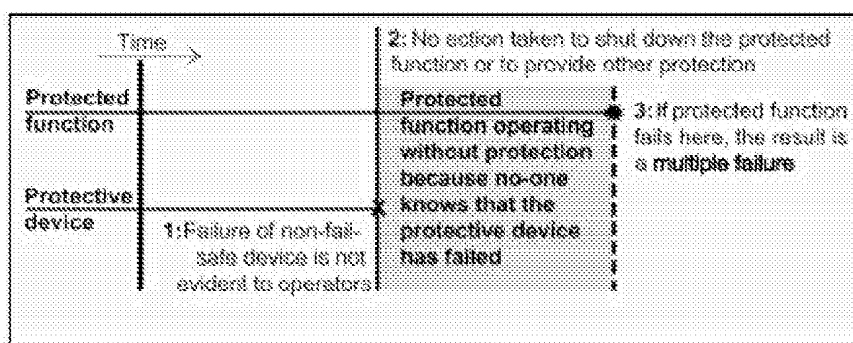 Time
2: No action taken to shut down the protected
function or to provide other protection
Protected
function
Protected
function operating
without protection
because no-one
knows that the
protective device
has failed
3: If protected function
fails here, the result is
a multiple failure
Protective
device
1: Failure of non-fail-
safe device is not
evident to operators